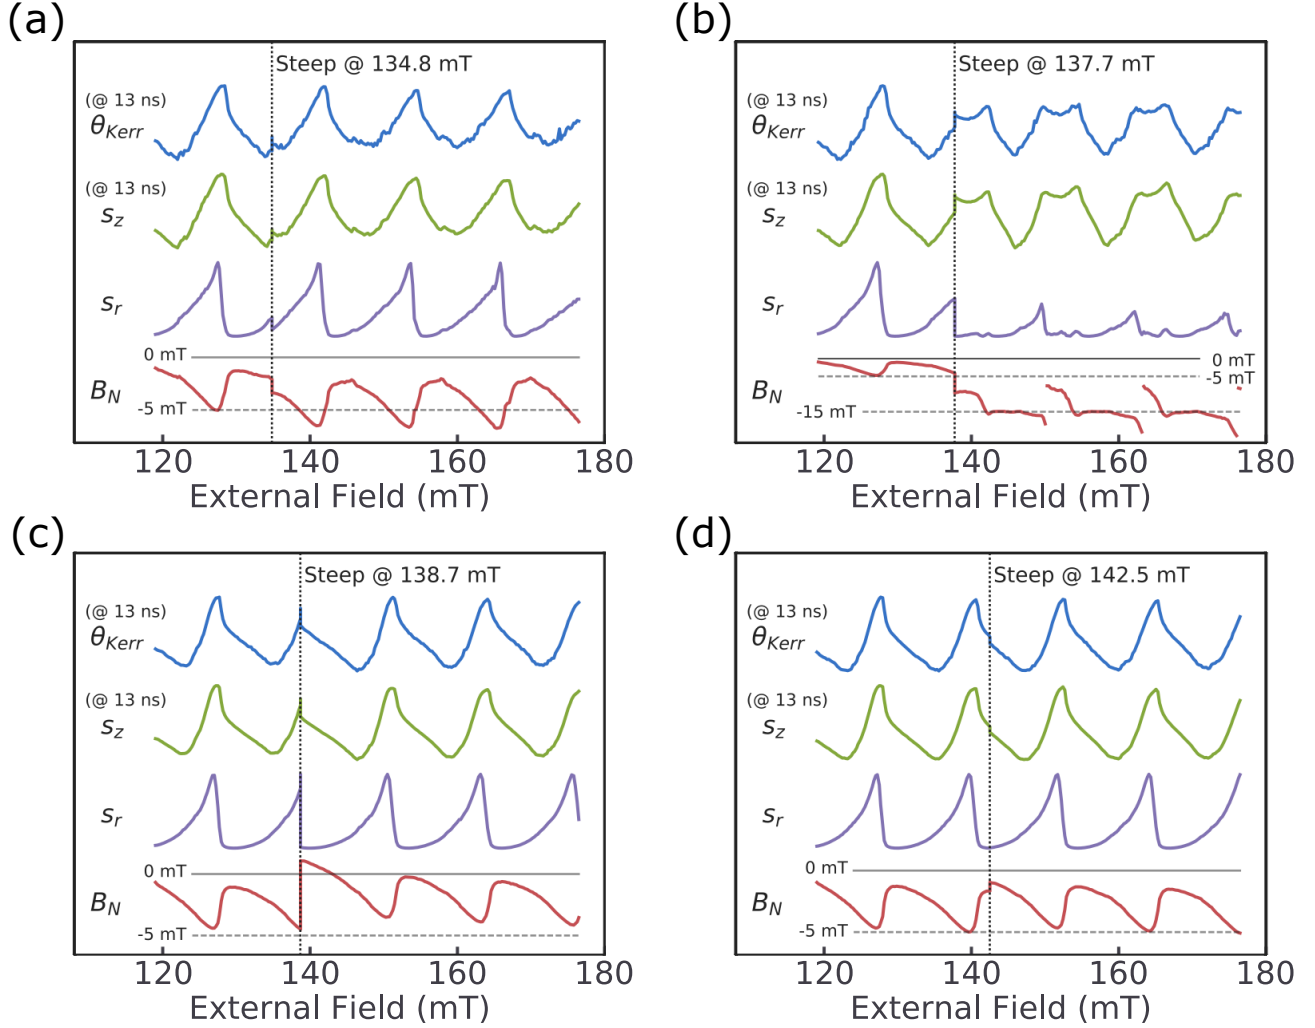 (a)
Steep @ 134.8 mT
(@ 13 ns)
θKerr
(@ 13 ns)
sz
sr
0 mT
BN
-5 mT
120 140 160 180
External Field (mT)
(b)
Steep @ 137.7 mT
(@ 13 ns)
θKerr
(@ 13 ns)
sz
sr
0 mT
-5 mT
BN
-15 mT
120 140 160 180
External Field (mT)
(c)
Steep @ 138.7 mT
(@ 13 ns)
θKerr
(@ 13 ns)
sz
sr
0 mT
BN
-5 mT
120 140 160 180
External Field (mT)
(d)
Steep @ 142.5 mT
(@ 13 ns)
θKerr
(@ 13 ns)
sz
sr
0 mT
BN
-5 mT
120 140 160 180
External Field (mT)